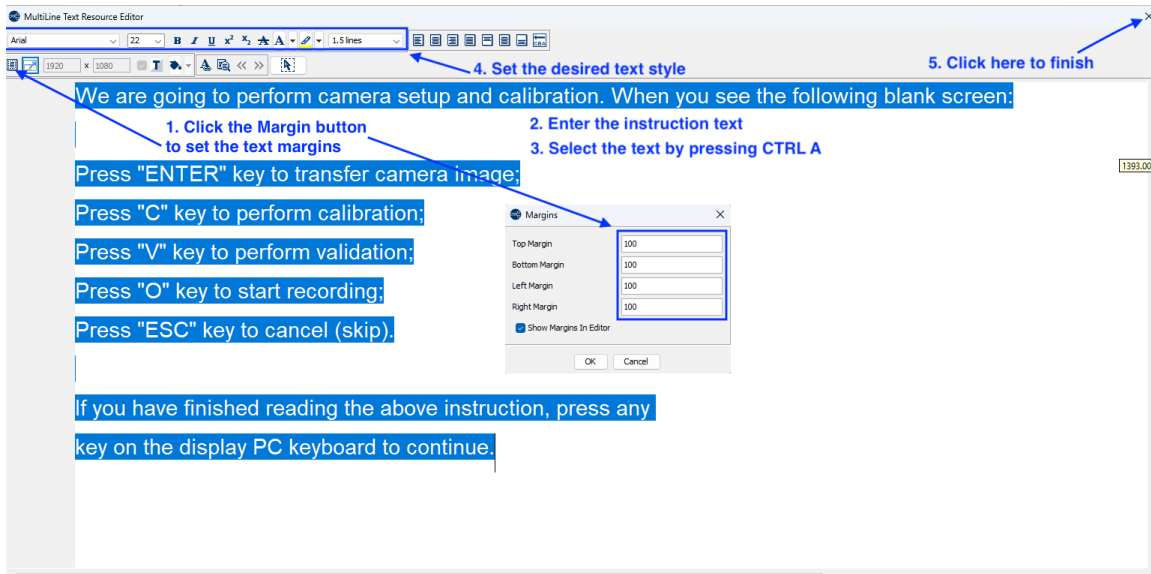 MultiLine Text Resource Editor
Arial 22 B I U x² X₂ A A 1.5 lines CBA
1920 x 1080 T A
4. Set the desired text style
5. Click here to finish
We are going to perform camera setup and calibration. When you see the following blank screen:
1. Click the Margin button
to set the text margins
2. Enter the instruction text
3. Select the text by pressing CTRL A
1393.00
Press "ENTER" key to transfer camera image;
Press "C" key to perform calibration;
Press "V" key to perform validation;
Press "O" key to start recording;
Press "ESC" key to cancel (skip).
Margins
Top Margin 100
Bottom Margin 100
Left Margin 100
Right Margin 100
Show Margins In Editor
OK Cancel
If you have finished reading the above instruction, press any
key on the display PC keyboard to continue.